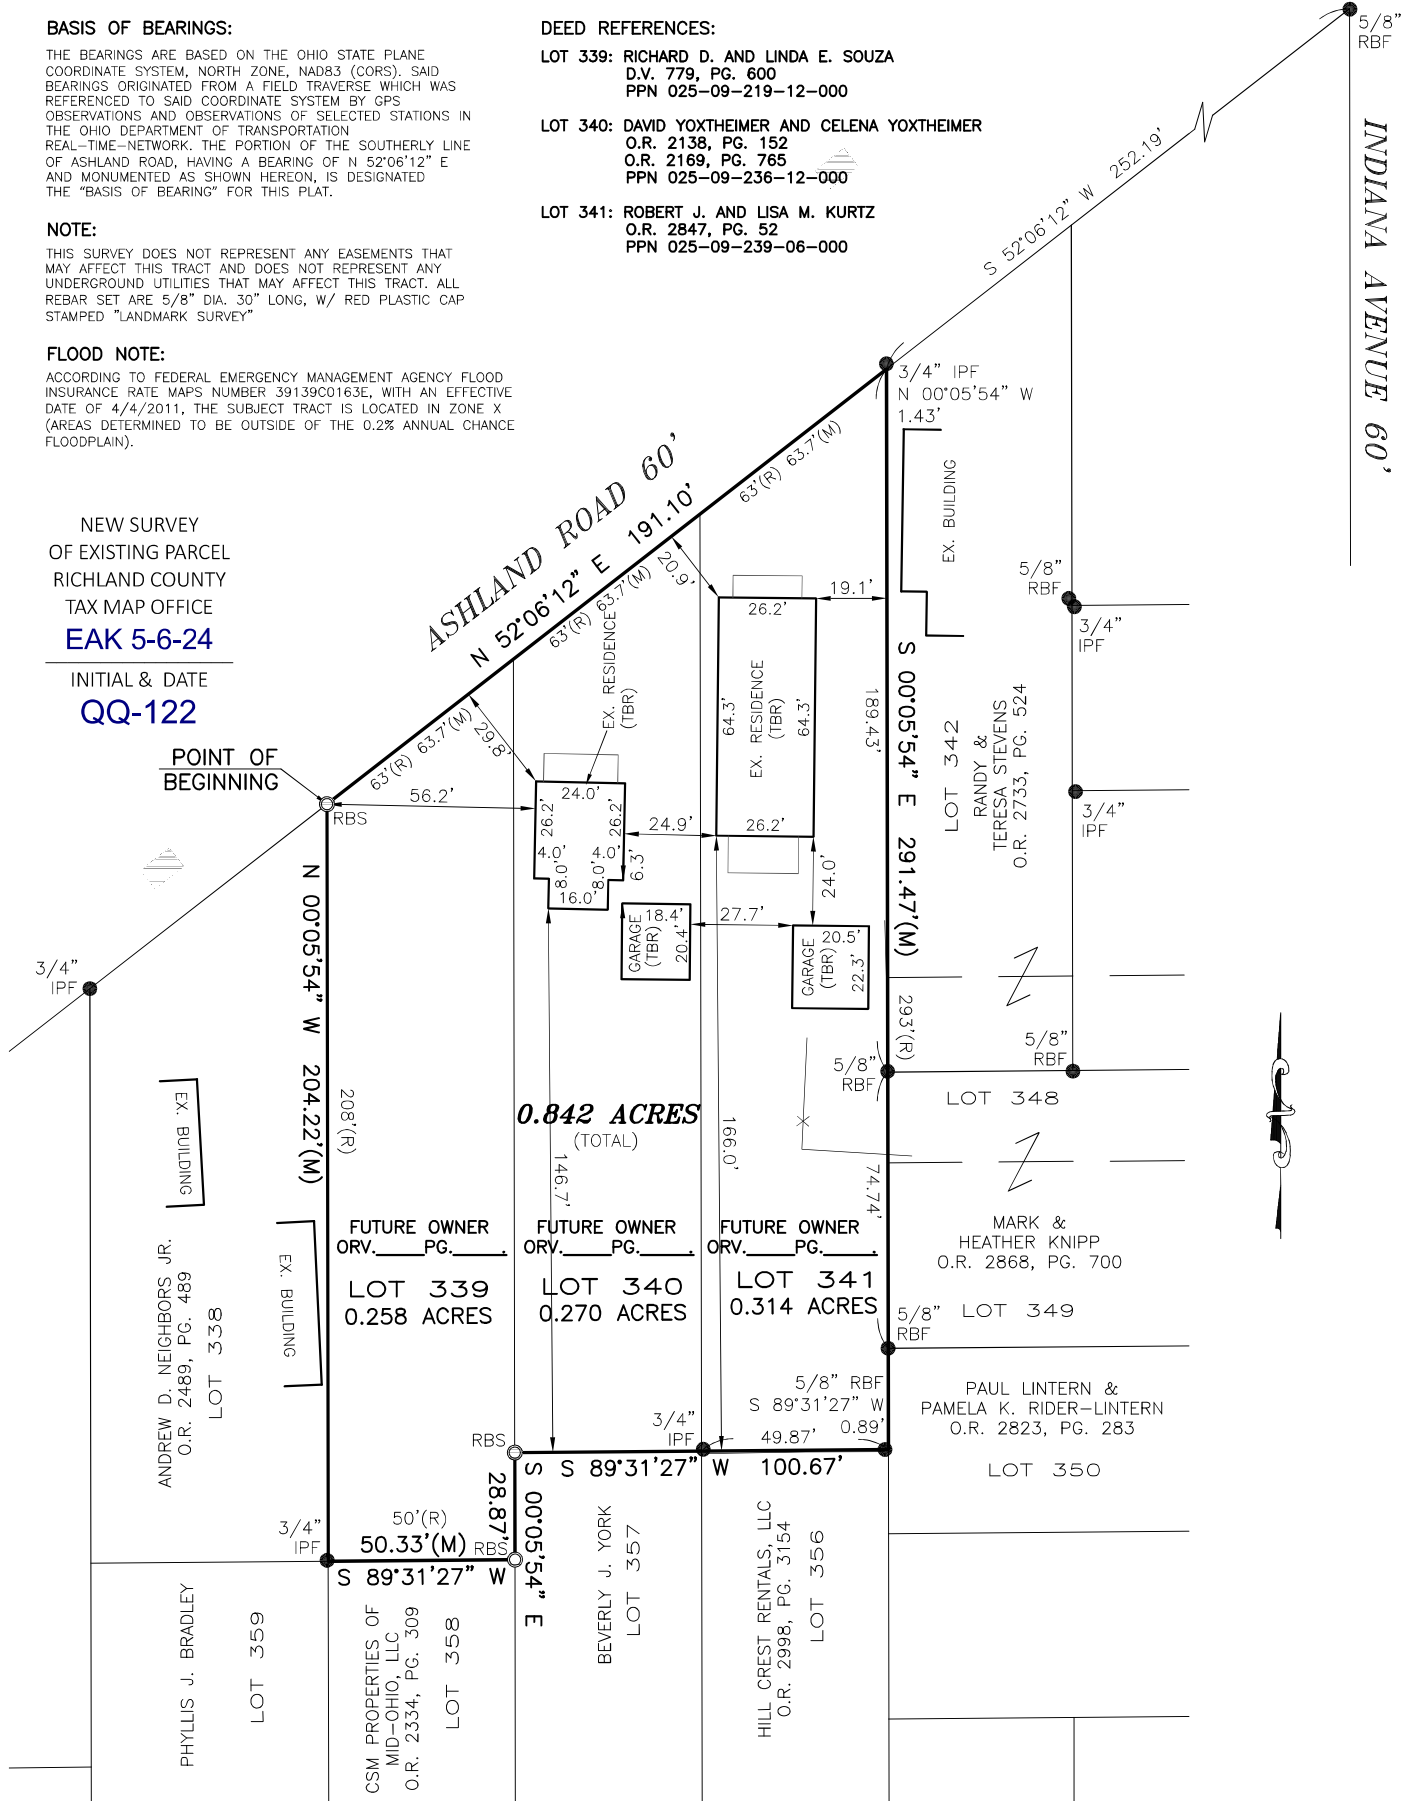 BASIS OF BEARINGS:
THE BEARINGS ARE BASED ON THE OHIO STATE PLANE
COORDINATE SYSTEM, NORTH ZONE, NAD83 (CORS). SAID
BEARINGS ORIGINATED FROM A FIELD TRAVERSE WHICH WAS
REFERENCED TO SAID COORDINATE SYSTEM BY GPS
OBSERVATIONS AND OBSERVATIONS OF SELECTED STATIONS IN
THE OHIO DEPARTMENT OF TRANSPORTATION
REAL-TIME-NETWORK. THE PORTION OF THE SOUTHERLY LINE
OF ASHLAND ROAD, HAVING A BEARING OF N 52°06'12" E
AND MONUMENTED AS SHOWN HEREON, IS DESIGNATED
THE "BASIS OF BEARING" FOR THIS PLAT.
NOTE:
THIS SURVEY DOES NOT REPRESENT ANY EASEMENTS THAT
MAY AFFECT THIS TRACT AND DOES NOT REPRESENT ANY
UNDERGROUND UTILITIES THAT MAY AFFECT THIS TRACT. ALL
REBAR SET ARE 5/8" DIA. 30" LONG, W/ RED PLASTIC CAP
STAMPED "LANDMARK SURVEY"
FLOOD NOTE:
ACCORDING TO FEDERAL EMERGENCY MANAGEMENT AGENCY FLOOD
INSURANCE RATE MAPS NUMBER 39139C0163E, WITH AN EFFECTIVE
DATE OF 4/4/2011, THE SUBJECT TRACT IS LOCATED IN ZONE X
(AREAS DETERMINED TO BE OUTSIDE OF THE 0.2% ANNUAL CHANCE
FLOODPLAIN).
DEED REFERENCES:
LOT 339: RICHARD D. AND LINDA E. SOUZA
D.V. 779, PG. 600
PPN 025-09-219-12-000
LOT 340: DAVID YOXTHEIMER AND CELENA YOXTHEIMER
O.R. 2138, PG. 152
O.R. 2169, PG. 765
PPN 025-09-236-12-000
LOT 341: ROBERT J. AND LISA M. KURTZ
O.R. 2847, PG. 52
PPN 025-09-239-06-000
5/8"
RBF
INDIANA AVENUE 60'
S 52°06'12" W 252.19'
3/4" IPF
N 00°05'54" W
1.43'
NEW SURVEY
OF EXISTING PARCEL
RICHLAND COUNTY
TAX MAP OFFICE
EAK 5-6-24
INITIAL & DATE
QQ-122
ASHLAND ROAD 60'
N 52°06'12" E 191.10'
63'(R) 63.7'(M)
63'(R) 63.7'(M)
63'(R) 63.7'(M)
EX. BUILDING
5/8"
RBF
3/4"
IPF
3/4"
IPF
20.9'
19.1'
26.2'
EX. RESIDENCE
(TBR)
64.3'
64.3'
26.2'
EX. RESIDENCE
(TBR)
29.8'
24.0'
26.2'
26.2'
4.0'
4.0'
8.0'
8.0'
16.0'
6.3'
56.2'
24.9'
24.0'
POINT OF
BEGINNING
RBS
189.43'
S 00°05'54" E 291.47'(M)
293'(R)
LOT 342
RANDY &
TERESA STEVENS
O.R. 2733, PG. 524
GARAGE
(TBR)
18.4'
20.4'
27.7'
GARAGE
(TBR)
20.5'
22.3'
N 00°05'54" W 204.22'(M)
208'(R)
3/4"
IPF
5/8"
RBF
5/8"
RBF
LOT 348
0.842 ACRES
(TOTAL)
146.7'
166.0'
74.74'
EX. BUILDING
EX. BUILDING
ANDREW D. NEIGHBORS JR.
O.R. 2489, PG. 489
LOT 338
FUTURE OWNER
ORV.____PG.____.
LOT 339
0.258 ACRES
FUTURE OWNER
ORV.____PG.____.
LOT 340
0.270 ACRES
FUTURE OWNER
ORV.____PG.____.
LOT 341
0.314 ACRES
MARK &
HEATHER KNIPP
O.R. 2868, PG. 700
LOT 349
5/8"
RBF
5/8" RBF
S 89°31'27" W
0.89'
PAUL LINTERN &
PAMELA K. RIDER-LINTERN
O.R. 2823, PG. 283
LOT 350
3/4"
IPF
49.87'
RBS
S 89°31'27" W 100.67'
28.87'
S 00°05'54" E
3/4"
IPF
50'(R)
50.33'(M)
RBS
S 89°31'27" W
PHYLLIS J. BRADLEY
LOT 359
CSM PROPERTIES OF
MID-OHIO, LLC
O.R. 2334, PG. 309
LOT 358
BEVERLY J. YORK
LOT 357
HILL CREST RENTALS, LLC
O.R. 2998, PG. 3154
LOT 356